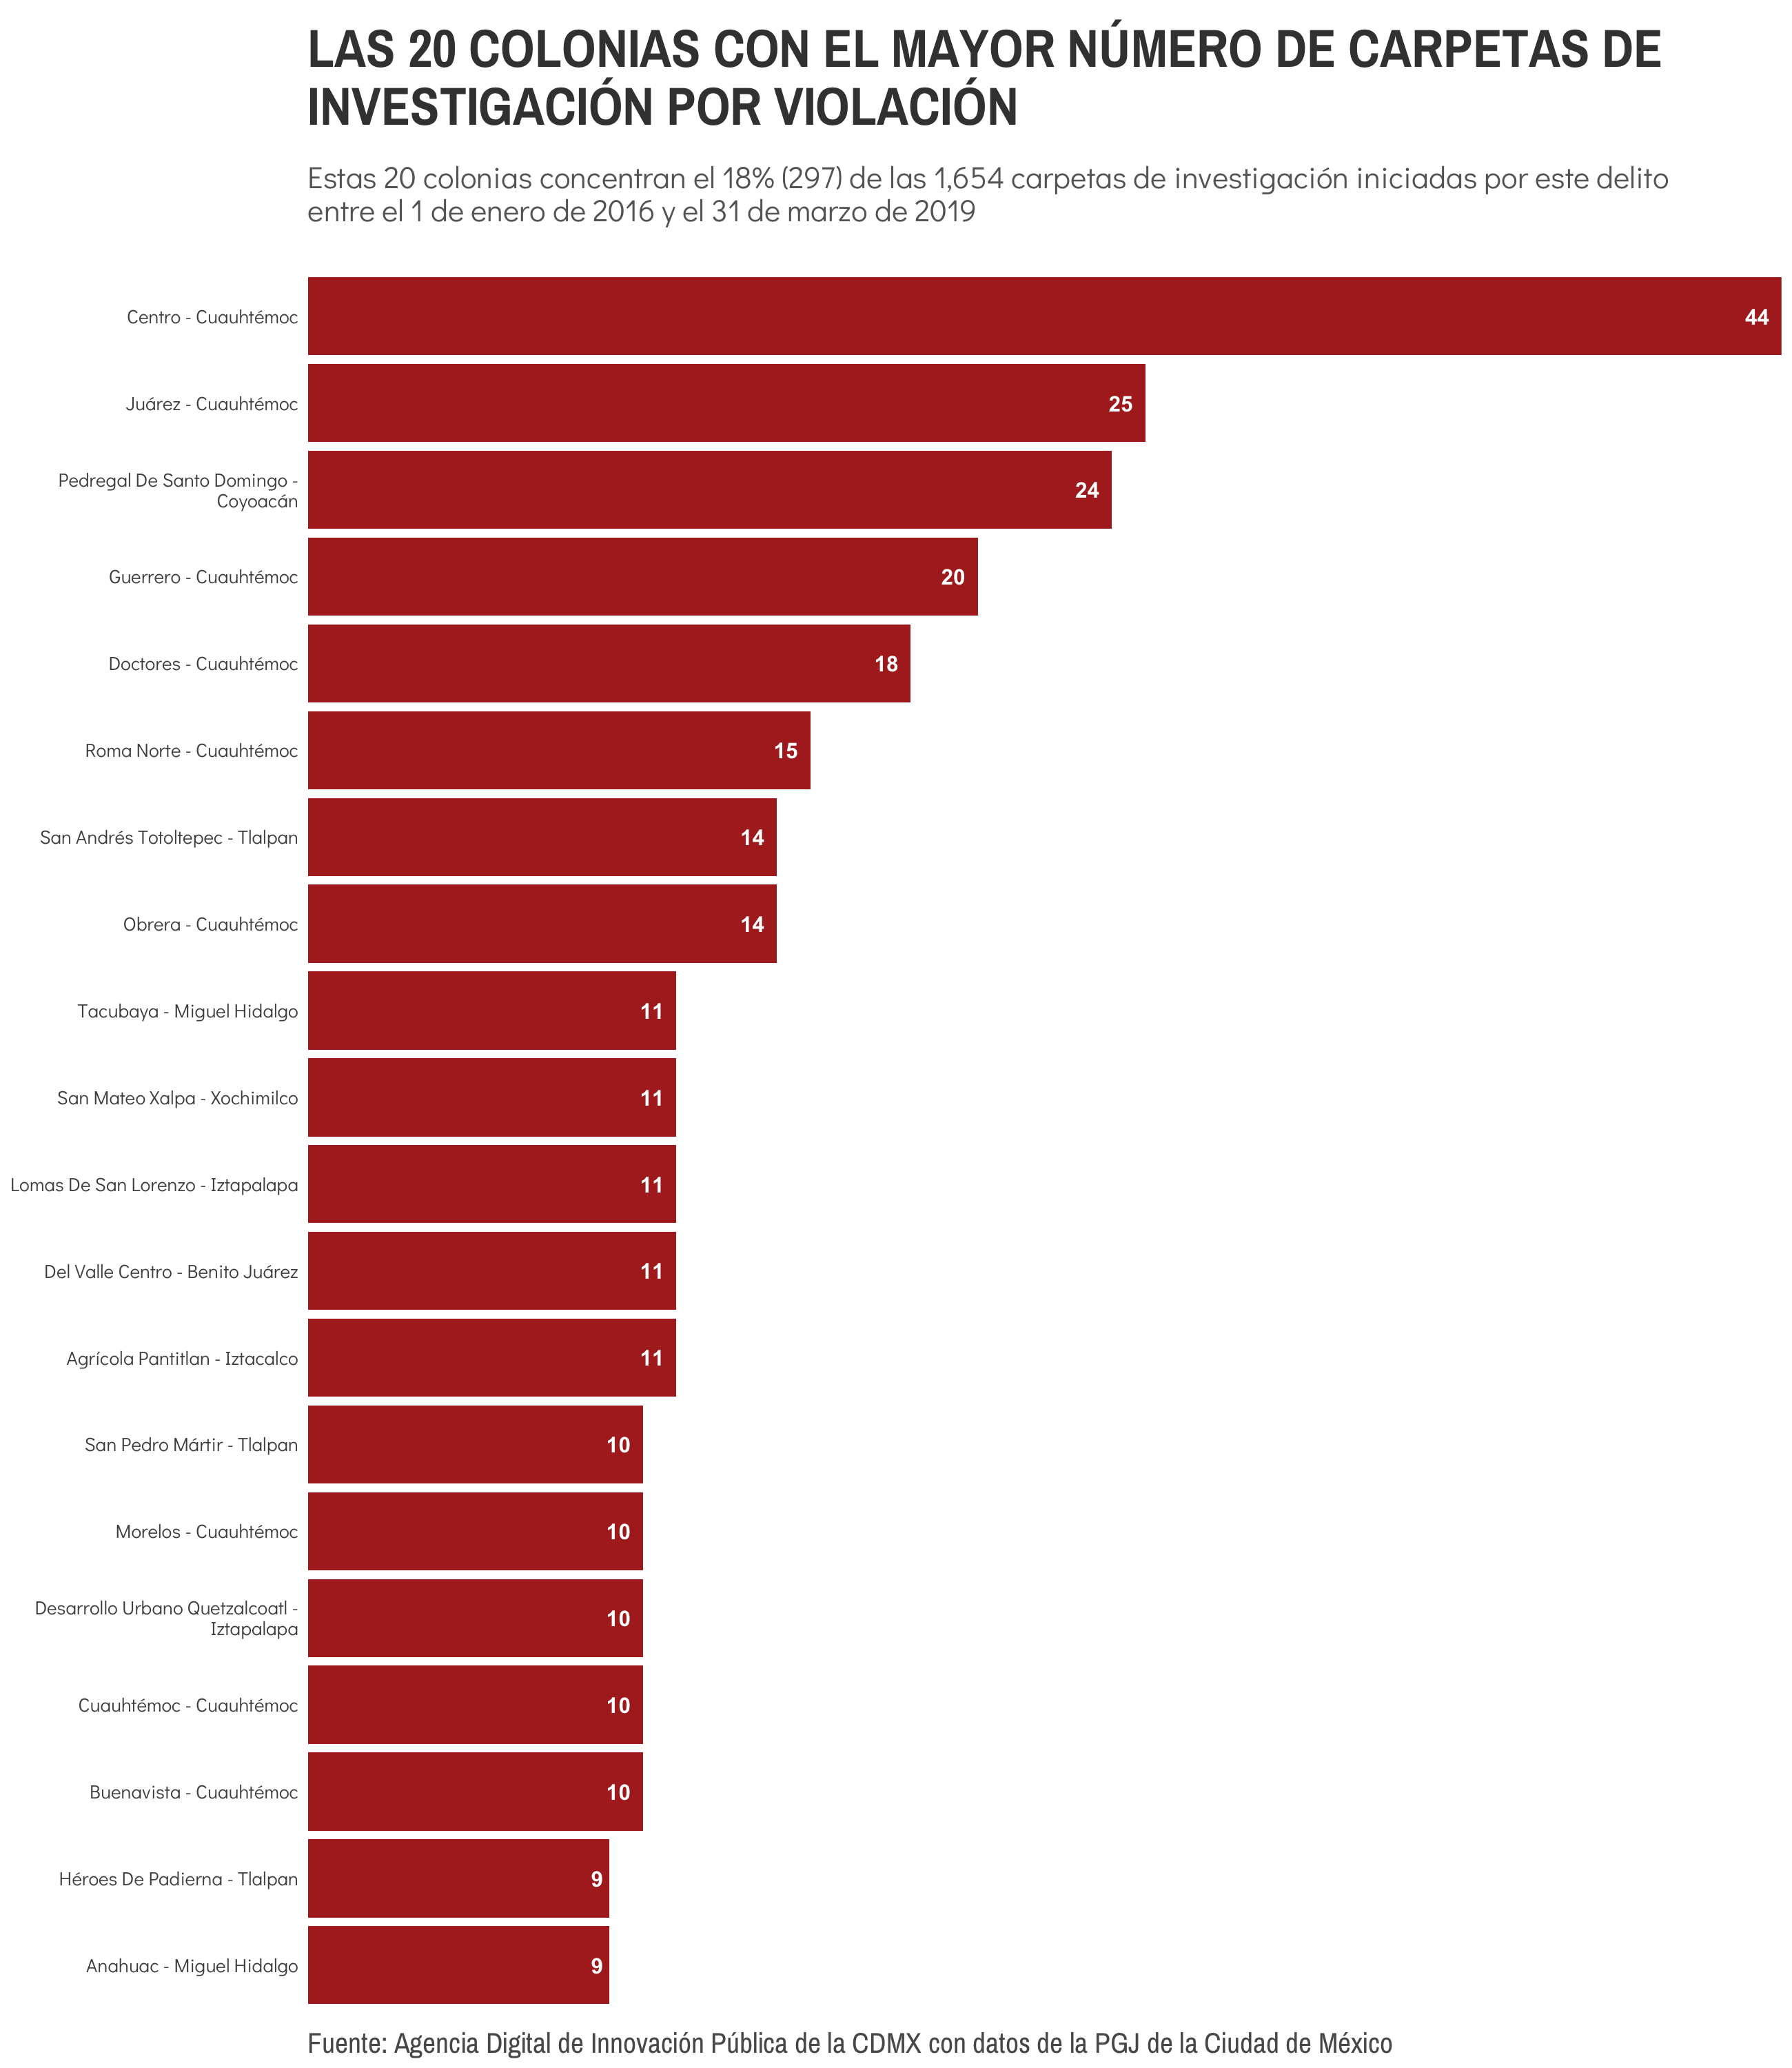 LAS 20 COLONIAS CON EL MAYOR NÚMERO DE CARPETAS DE
INVESTIGACIÓN POR VIOLACIÓN
Estas 20 colonias concentran el 18% (297) de las 1,654 carpetas de investigación iniciadas por este delito
entre el 1 de enero de 2016 y el 31 de marzo de 2019
Centro - Cuauhtémoc 44
Juárez - Cuauhtémoc 25
Pedregal De Santo Domingo -
Coyoacán 24
Guerrero - Cuauhtémoc 20
Doctores - Cuauhtémoc 18
Roma Norte - Cuauhtémoc 15
San Andrés Totoltepec - Tlalpan 14
Obrera - Cuauhtémoc 14
Tacubaya - Miguel Hidalgo 11
San Mateo Xalpa - Xochimilco 11
Lomas De San Lorenzo - Iztapalapa 11
Del Valle Centro - Benito Juárez 11
Agrícola Pantitlan - Iztacalco 11
San Pedro Mártir - Tlalpan 10
Morelos - Cuauhtémoc 10
Desarrollo Urbano Quetzalcoatl -
Iztapalapa 10
Cuauhtémoc - Cuauhtémoc 10
Buenavista - Cuauhtémoc 10
Héroes De Padierna - Tlalpan 9
Anahuac - Miguel Hidalgo 9
Fuente: Agencia Digital de Innovación Pública de la CDMX con datos de la PGJ de la Ciudad de México